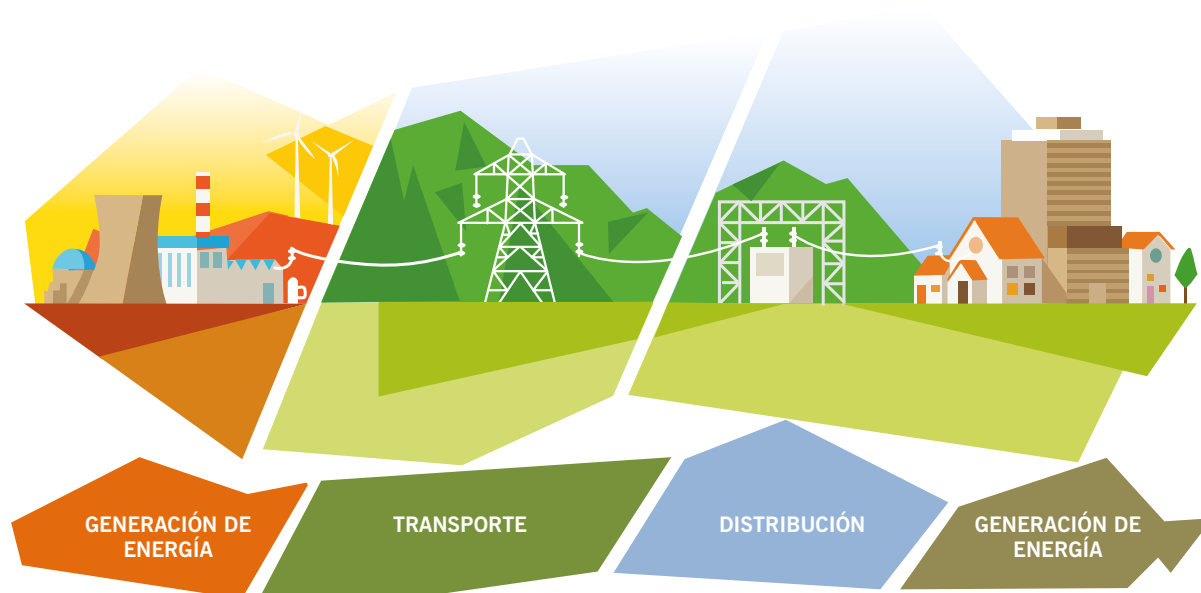 GENERACIÓN DE
ENERGÍA
TRANSPORTE
DISTRIBUCIÓN
GENERACIÓN DE
ENERGÍA